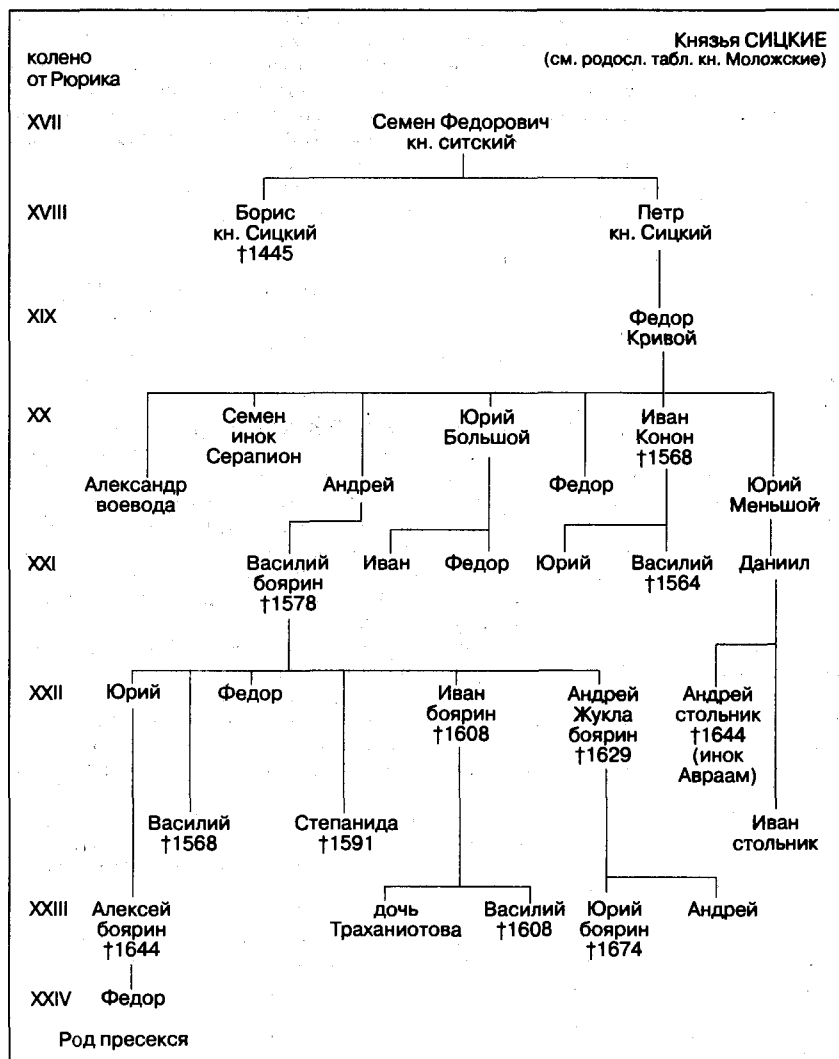 Князья СИЦКИЕ
(см. родосл. табл. кн. Моложские)
колено
от Рюрика
XVII
Семен Федорович
кн. ситский
XVIII
Борис
кн. Сицкий
†1445
Петр
кн. Сицкий
XIX
Федор
Кривой
XX
Александр
воевода
Семен
инок
Серапион
Андрей
Юрий
Большой
Федор
Иван
Конон
†1568
Юрий
Меньшой
XXI
Василий
боярин
†1578
Иван
Федор
Юрий
Василий
†1564
Даниил
XXII
Юрий
Василий
†1568
Федор
Степанида
†1591
Иван
боярин
†1608
Андрей
Жукла
боярин
†1629
Андрей
стольник
†1644
(инок
Авраам)
Иван
стольник
XXIII
Алексей
боярин
†1644
дочь
Траханиотова
Василий
†1608
Юрий
боярин
†1674
Андрей
XXIV
Федор
Род пресекся